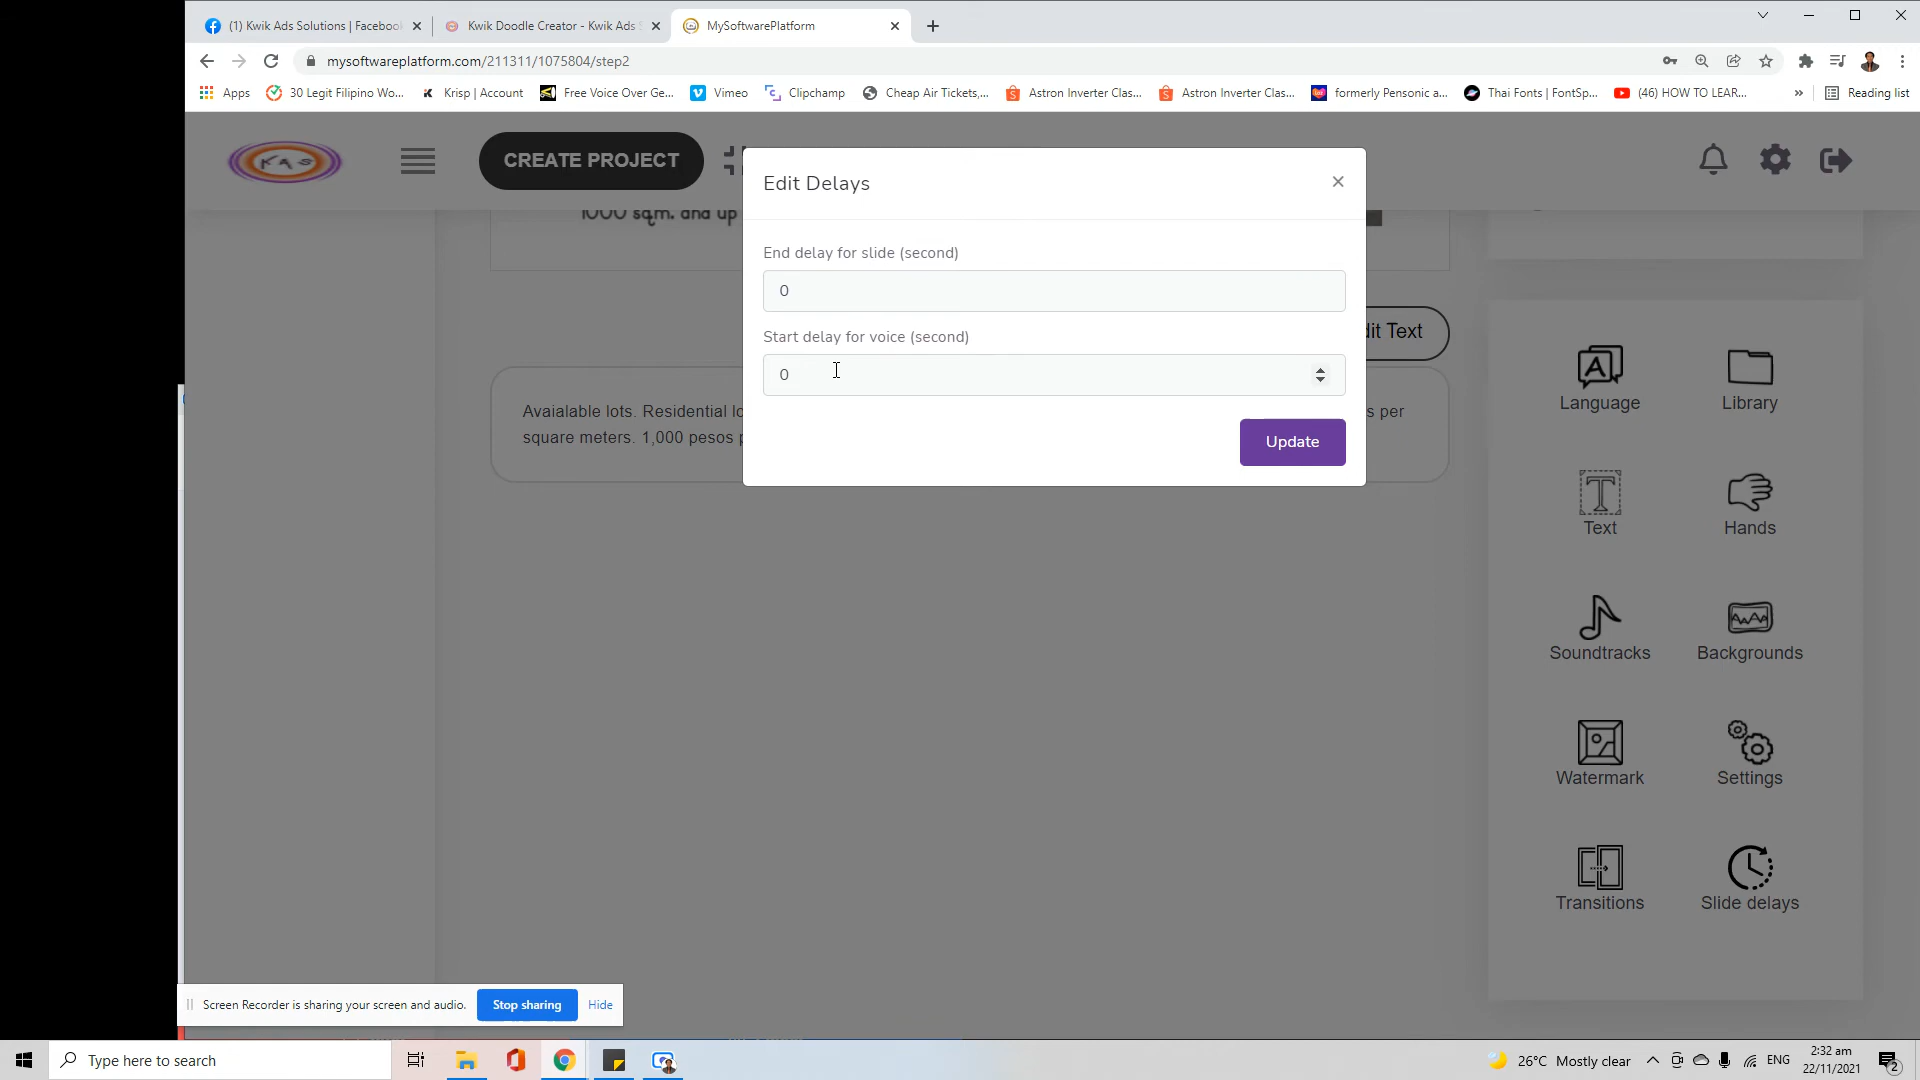 (1) Kwik Ads Solutions | Facebook
Kwik Doodle Creator - Kwik Ads S
MySoftwarePlatform
mysoftwareplatform.com/211311/1075804/step2
Apps
30 Legit Filipino Wo...
Krisp | Account
Free Voice Over Ge...
Vimeo
Clipchamp
Cheap Air Tickets,...
Astron Inverter Clas...
Astron Inverter Clas...
formerly Pensonic a...
Thai Fonts | FontSp...
(46) HOW TO LEAR...
»
Reading list
KAS
CREATE PROJECT
Edit Delays
1000 sq.m. and up
End delay for slide (second)
0
Start delay for voice (second)
0
Update
dit Text
Avaialable lots. Residential lo
s per
square meters. 1,000 pesos p
Language
Library
Text
Hands
Soundtracks
Backgrounds
Watermark
Settings
Transitions
Slide delays
Screen Recorder is sharing your screen and audio.
Stop sharing
Hide
Type here to search
26°C Mostly clear
ENG
2:32 am
22/11/2021
2